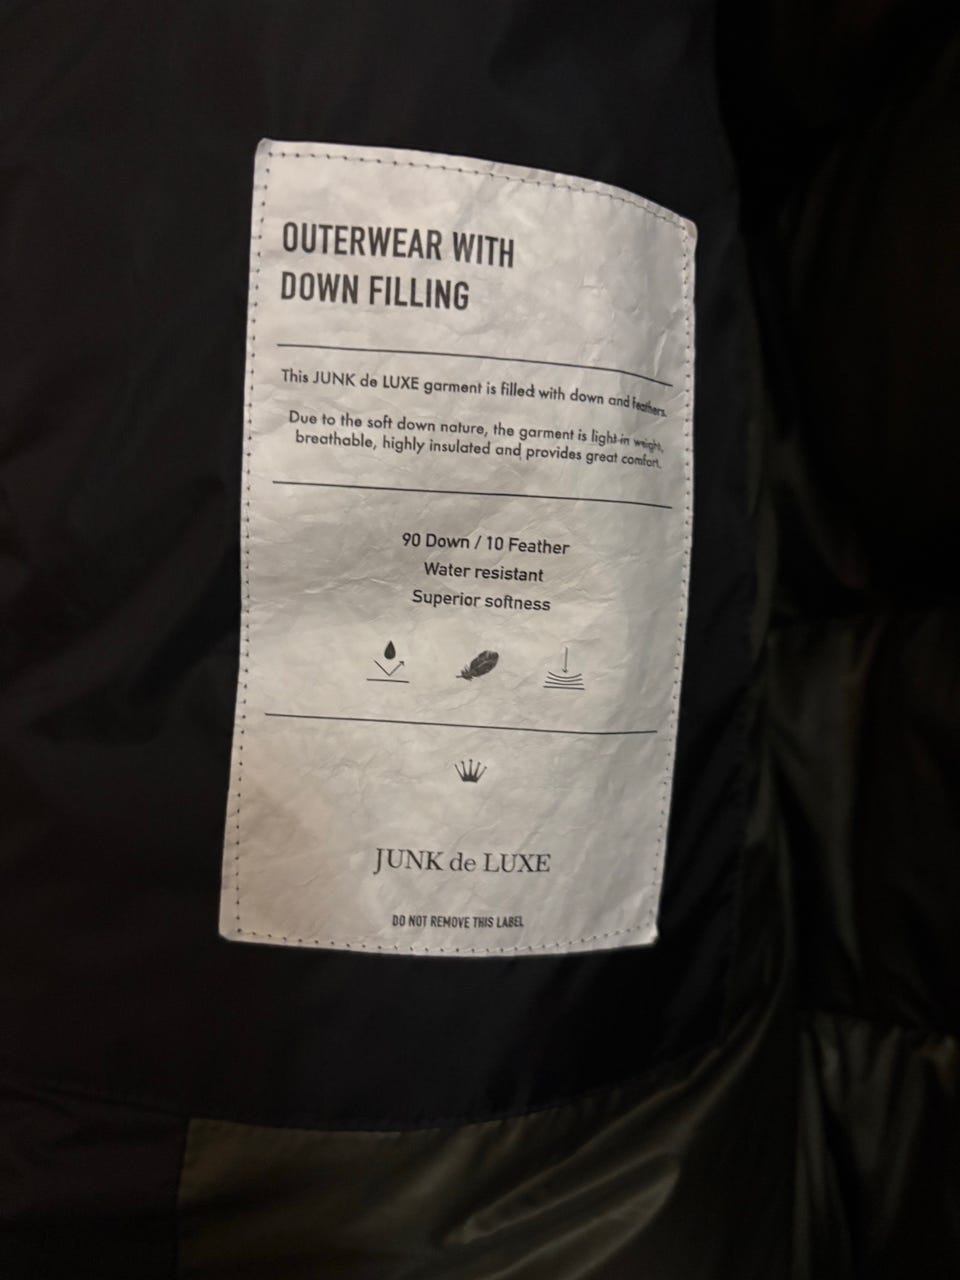 OUTERWEAR WITH
DOWN FILLING
This JUNK de LUXE garment is filled with down and feathers.
Due to the soft down nature, the garment is light in weight,
breathable, highly insulated and provides great comfort.
90 Down / 10 Feather
Water resistant
Superior softness
JUNK de LUXE
DO NOT REMOVE THIS LABEL